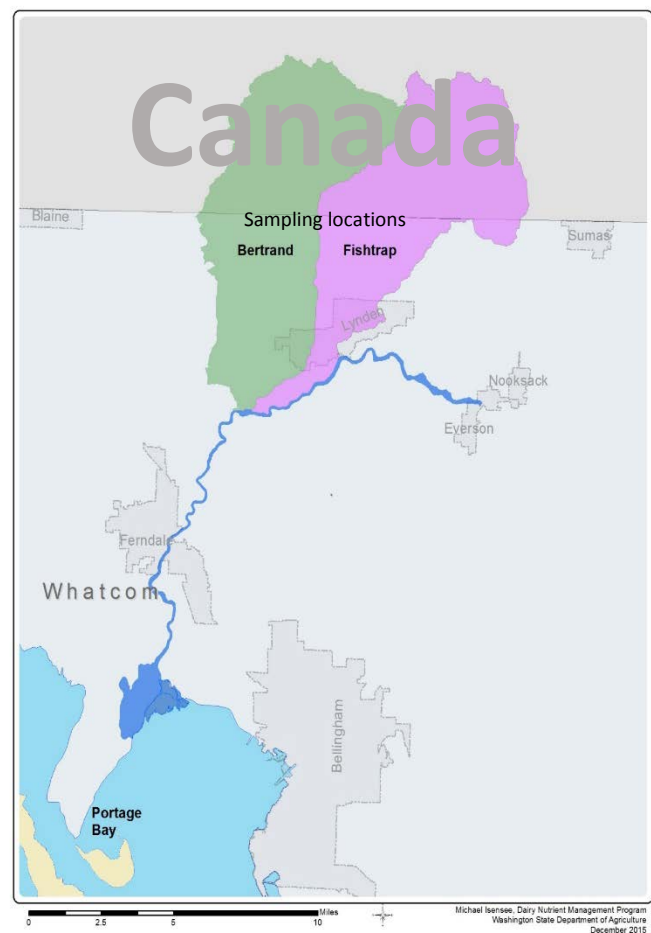 Canada
Blaine
Sampling locations
Bertrand
Fishtrap
Sumas
Lynden
Nooksack
Everson
Ferndale
Whatcom
Bellingham
Portage
Bay
Miles
0 2.5 5 10
Michael Isensee, Dairy Nutrient Management Program
Washington State Department of Agriculture
December 2015